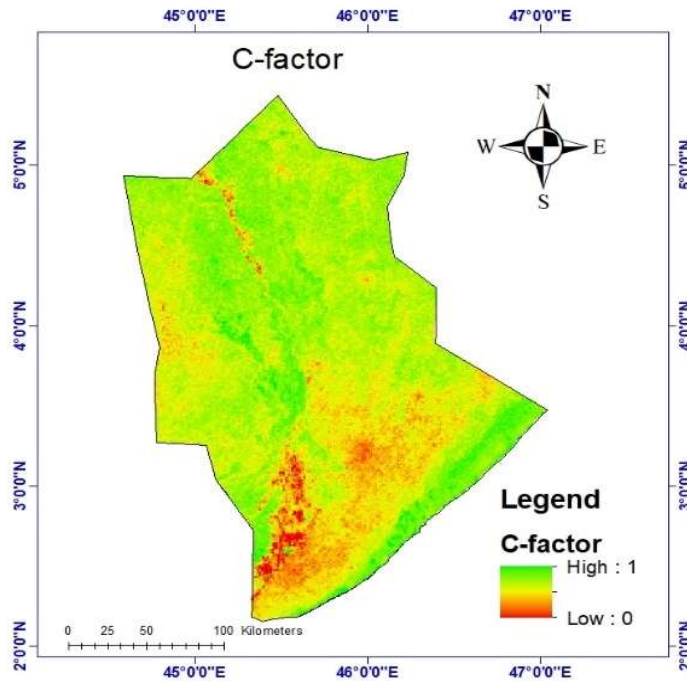 45°0'0"E 46°0'0"E 47°0'0"E
C-factor
N
W E
S
5°0'0"N 5°0'0"N
4°0'0"N 4°0'0"N
3°0'0"N 3°0'0"N
2°0'0"N 2°0'0"N
Legend
C-factor
High : 1
Low : 0
0 25 50 100 Kilometers
45°0'0"E 46°0'0"E 47°0'0"E